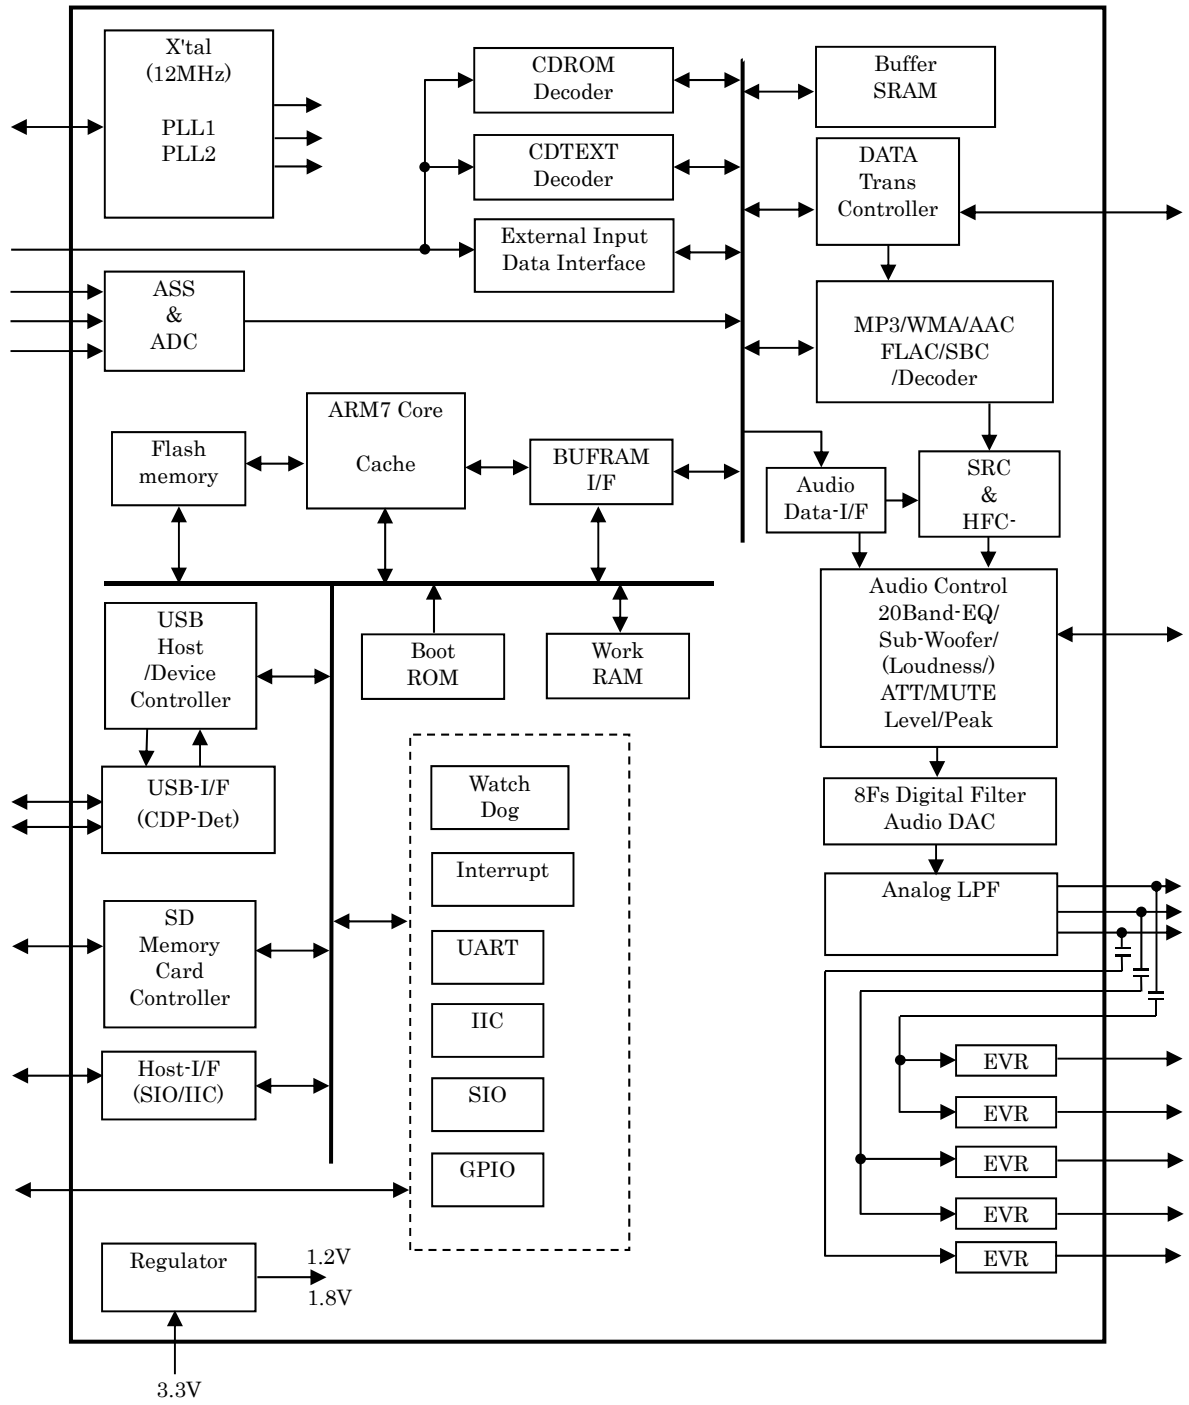 X'tal
(12MHz)
PLL1
PLL2
CDROM
Decoder
CDTEXT
Decoder
External Input
Data Interface
Buffer
SRAM
DATA
Trans
Controller
ASS
&
ADC
MP3/WMA/AAC
FLAC/SBC
/Decoder
ARM7 Core
Cache
Flash
memory
BUFRAM
I/F
Audio
Data-I/F
SRC
&
HFC-
USB
Host
/Device
Controller
Boot
ROM
Work
RAM
Audio Control
20Band-EQ/
Sub-Woofer/
(Loudness/)
ATT/MUTE
Level/Peak
USB-I/F
(CDP-Det)
Watch
Dog
Interrupt
UART
IIC
SIO
GPIO
8Fs Digital Filter
Audio DAC
Analog LPF
SD
Memory
Card
Controller
Host-I/F
(SIO/IIC)
EVR
EVR
EVR
EVR
EVR
Regulator
1.2V
1.8V
3.3V